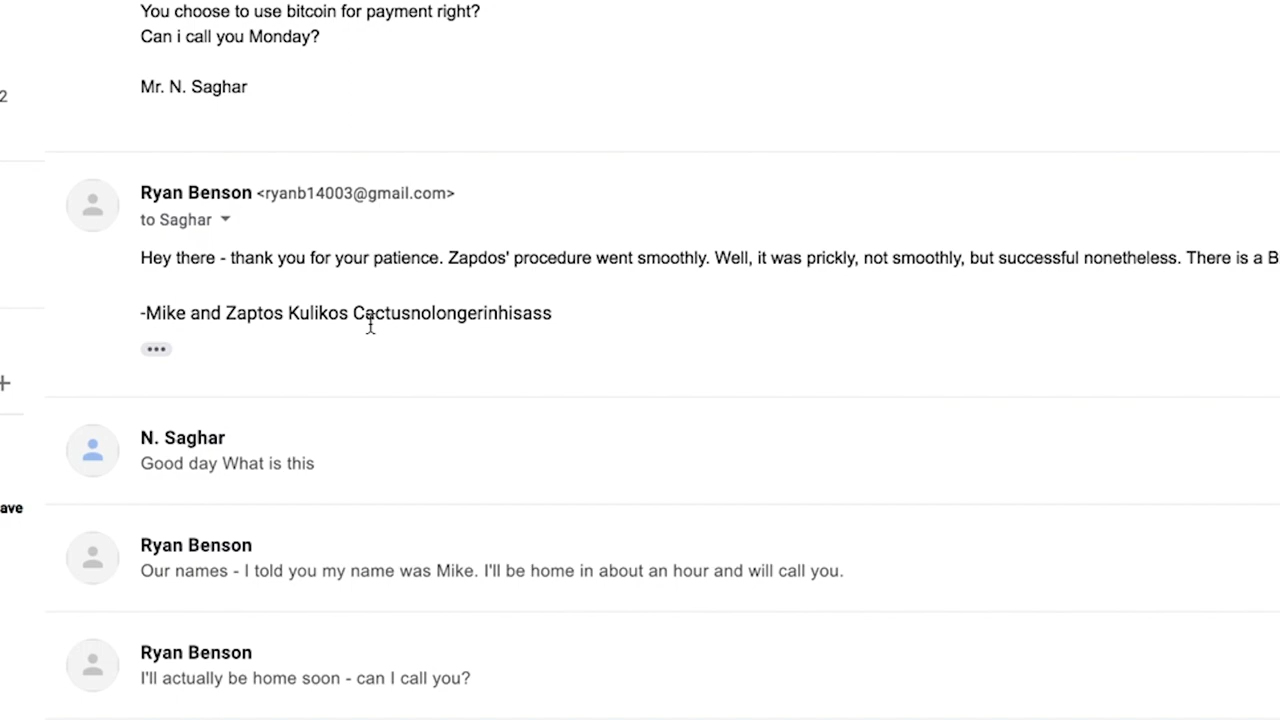 You choose to use bitcoin for payment right?
Can i call you Monday?
Mr. N. Saghar
2
Ryan Benson <ryanb14003@gmail.com>
to Saghar
Hey there - thank you for your patience. Zapdos' procedure went smoothly. Well, it was prickly, not smoothly, but successful nonetheless. There is a B
-Mike and Zaptos Kulikos Cactusnolongerinhisass
N. Saghar
Good day What is this
ave
Ryan Benson
Our names - I told you my name was Mike. I'll be home in about an hour and will call you.
Ryan Benson
I'll actually be home soon - can I call you?